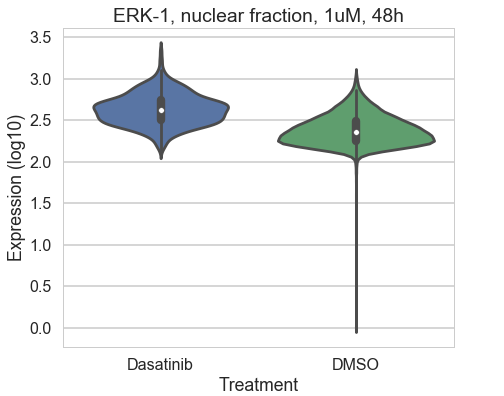 ERK-1, nuclear fraction, 1uM, 48h
3.5
3.0
2.5
2.0
1.5
1.0
0.5
0.0
Expression (log10)
Dasatinib DMSO
Treatment